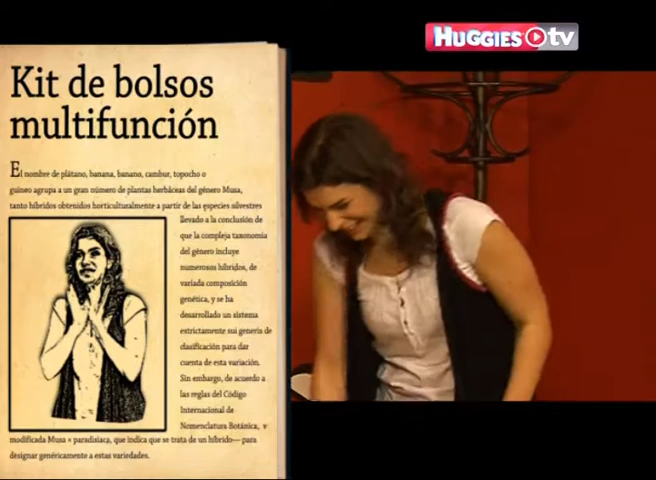 HUGGIES tv
Kit de bolsos
multifunción
El nombre de plátano, banana, banano, cambur, topocho o
guineo agrupa a un gran número de plantas herbáceas del género Musa,
tanto híbridos obtenidos horticulturalmente a partir de las especies silvestres
llevado a la conclusión de
que la compleja taxonomía
del género incluye
numerosos híbridos, de
variada composición
genética, y se ha
desarrollado un sistema
estrictamente sui generis de
clasificación para dar
cuenta de esta variación.
Sin embargo, de acuerdo a
las reglas del Código
Internacional de
Nomenclatura Botánica, v
modificada Musa × paradisiaca, que indica que se trata de un híbrido— para
designar genéricamente a estas variedades.